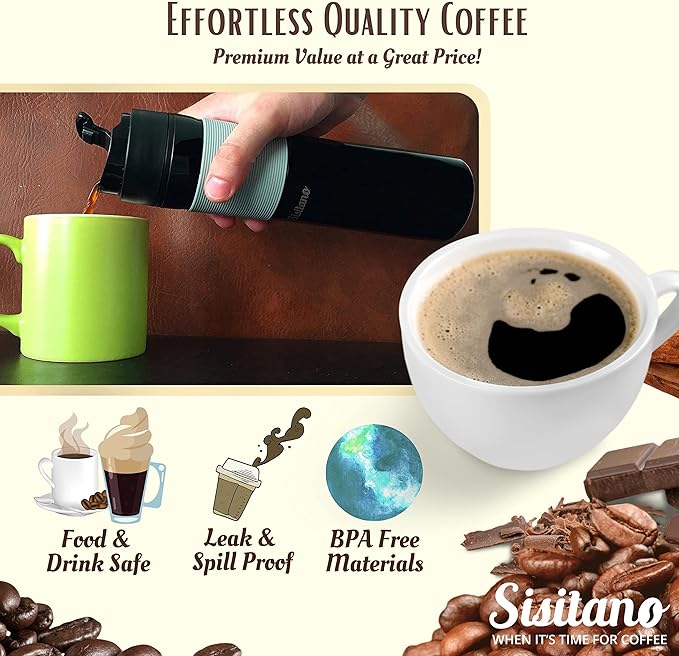 EFFORTLESS QUALITY COFFEE
Premium Value at a Great Price!
Sisitano
Food &
Drink Safe
Leak &
Spill Proof
BPA Free
Materials
Sisitano
WHEN IT'S TIME FOR COFFEE